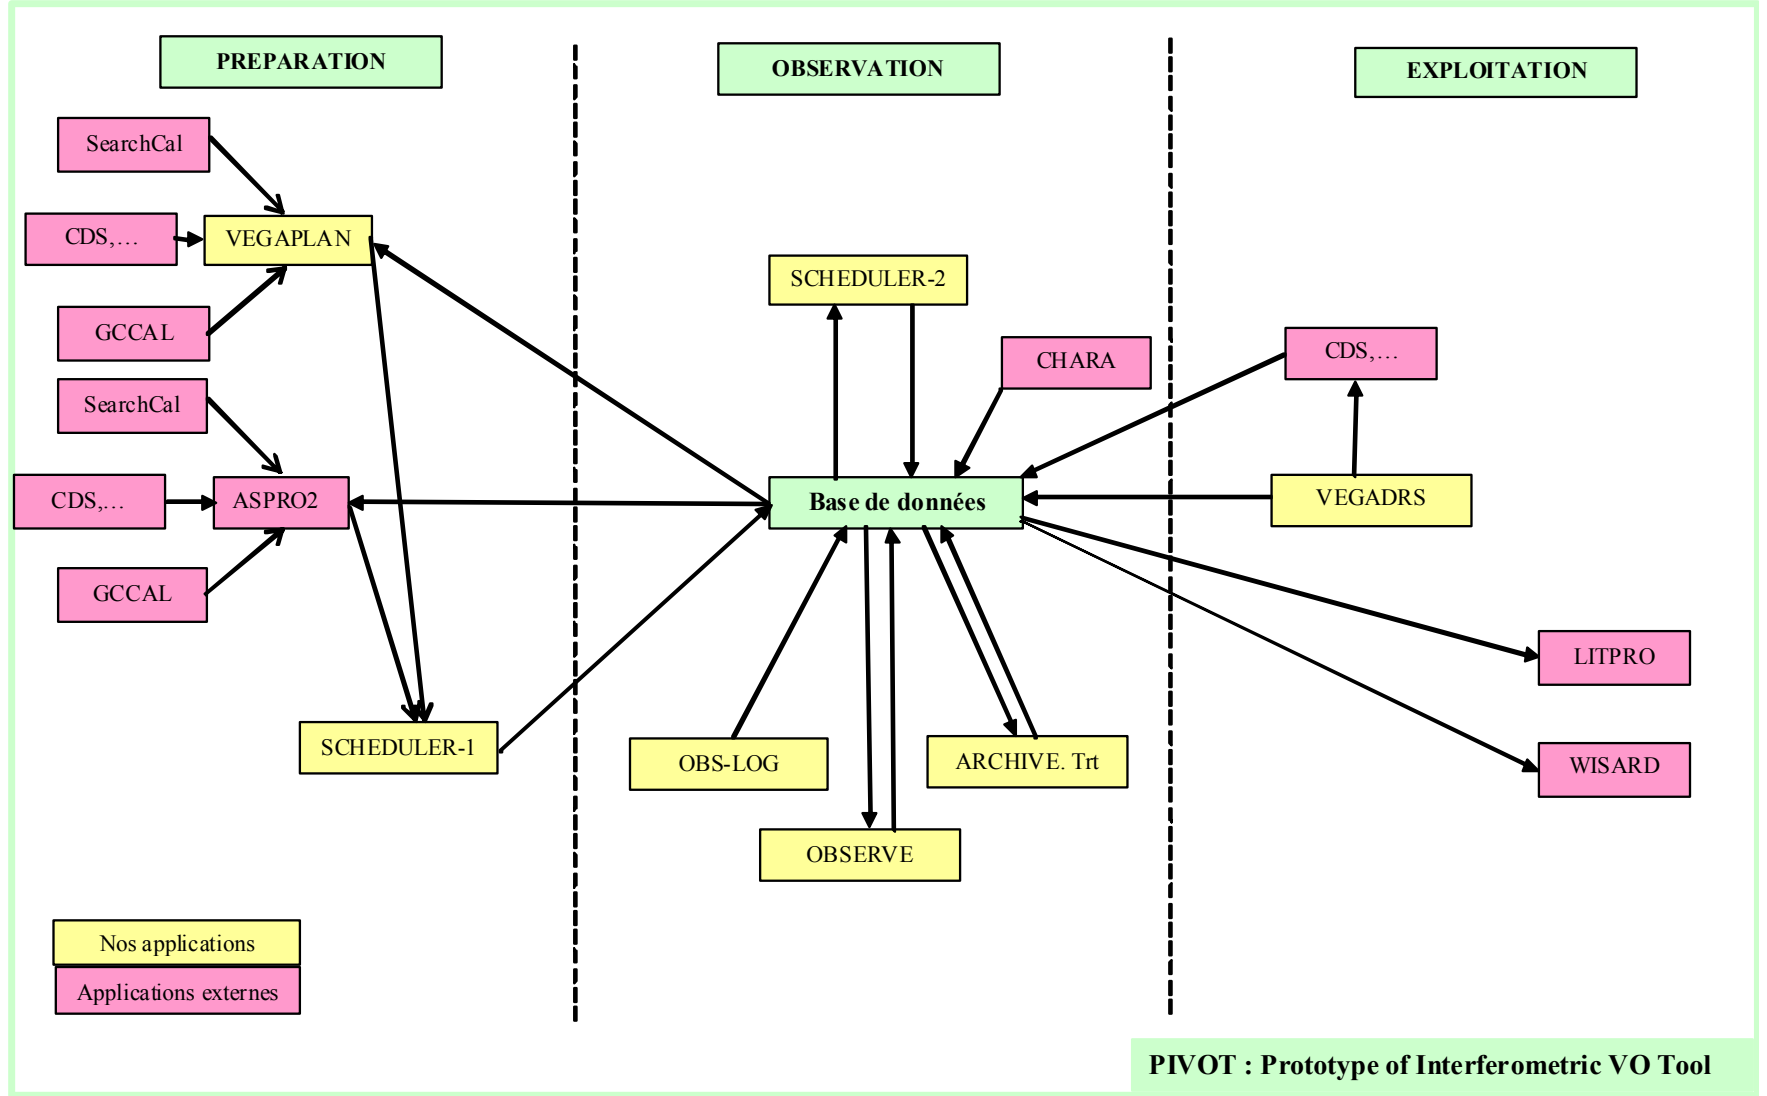 PREPARATION
OBSERVATION
EXPLOITATION
SearchCal
CDS,...
VEGAPLAN
GCCAL
SearchCal
CDS,...
ASPRO2
GCCAL
SCHEDULER-1
SCHEDULER-2
CHARA
Base de données
OBS-LOG
ARCHIVE. Trt
OBSERVE
CDS,...
VEGADRS
LITPRO
WISARD
Nos applications
Applications externes
PIVOT : Prototype of Interferometric VO Tool